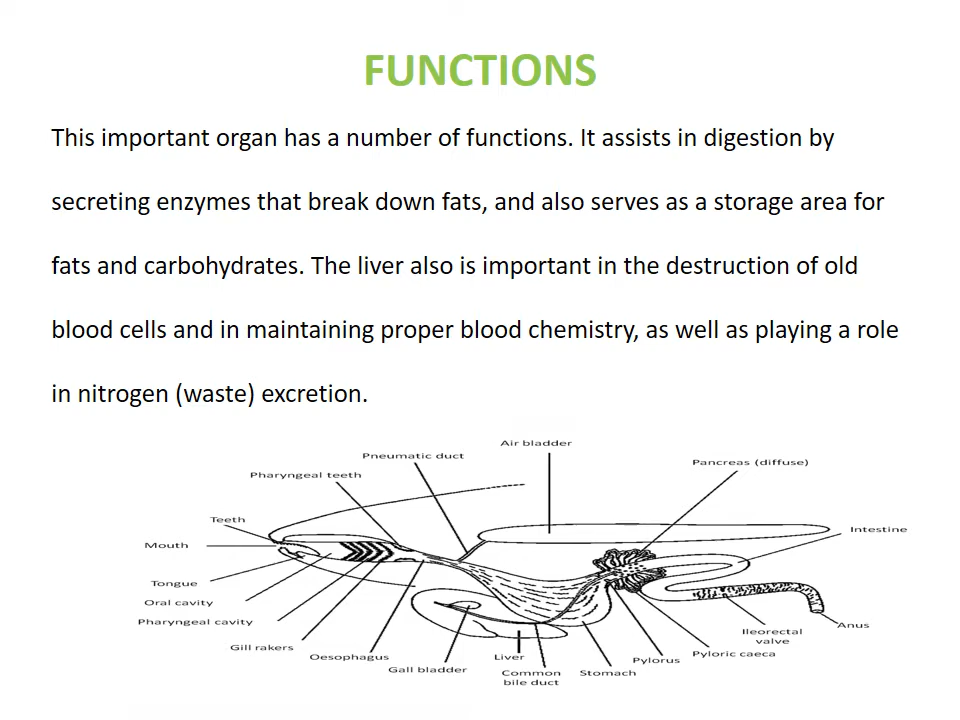 FUNCTIONS
This important organ has a number of functions. It assists in digestion by
secreting enzymes that break down fats, and also serves as a storage area for
fats and carbohydrates. The liver also is important in the destruction of old
blood cells and in maintaining proper blood chemistry, as well as playing a role
in nitrogen (waste) excretion.
Air bladder
Pneumatic duct
Pancreas (diffuse)
Pharyngeal teeth
Teeth
Intestine
Mouth
Tongue
Oral cavity
Pharyngeal cavity
Anus
Ileorectal
valve
Gill rakers
Oesophagus
Gall bladder
Liver
Common
bile duct
Stomach
Pylorus
Pyloric caeca